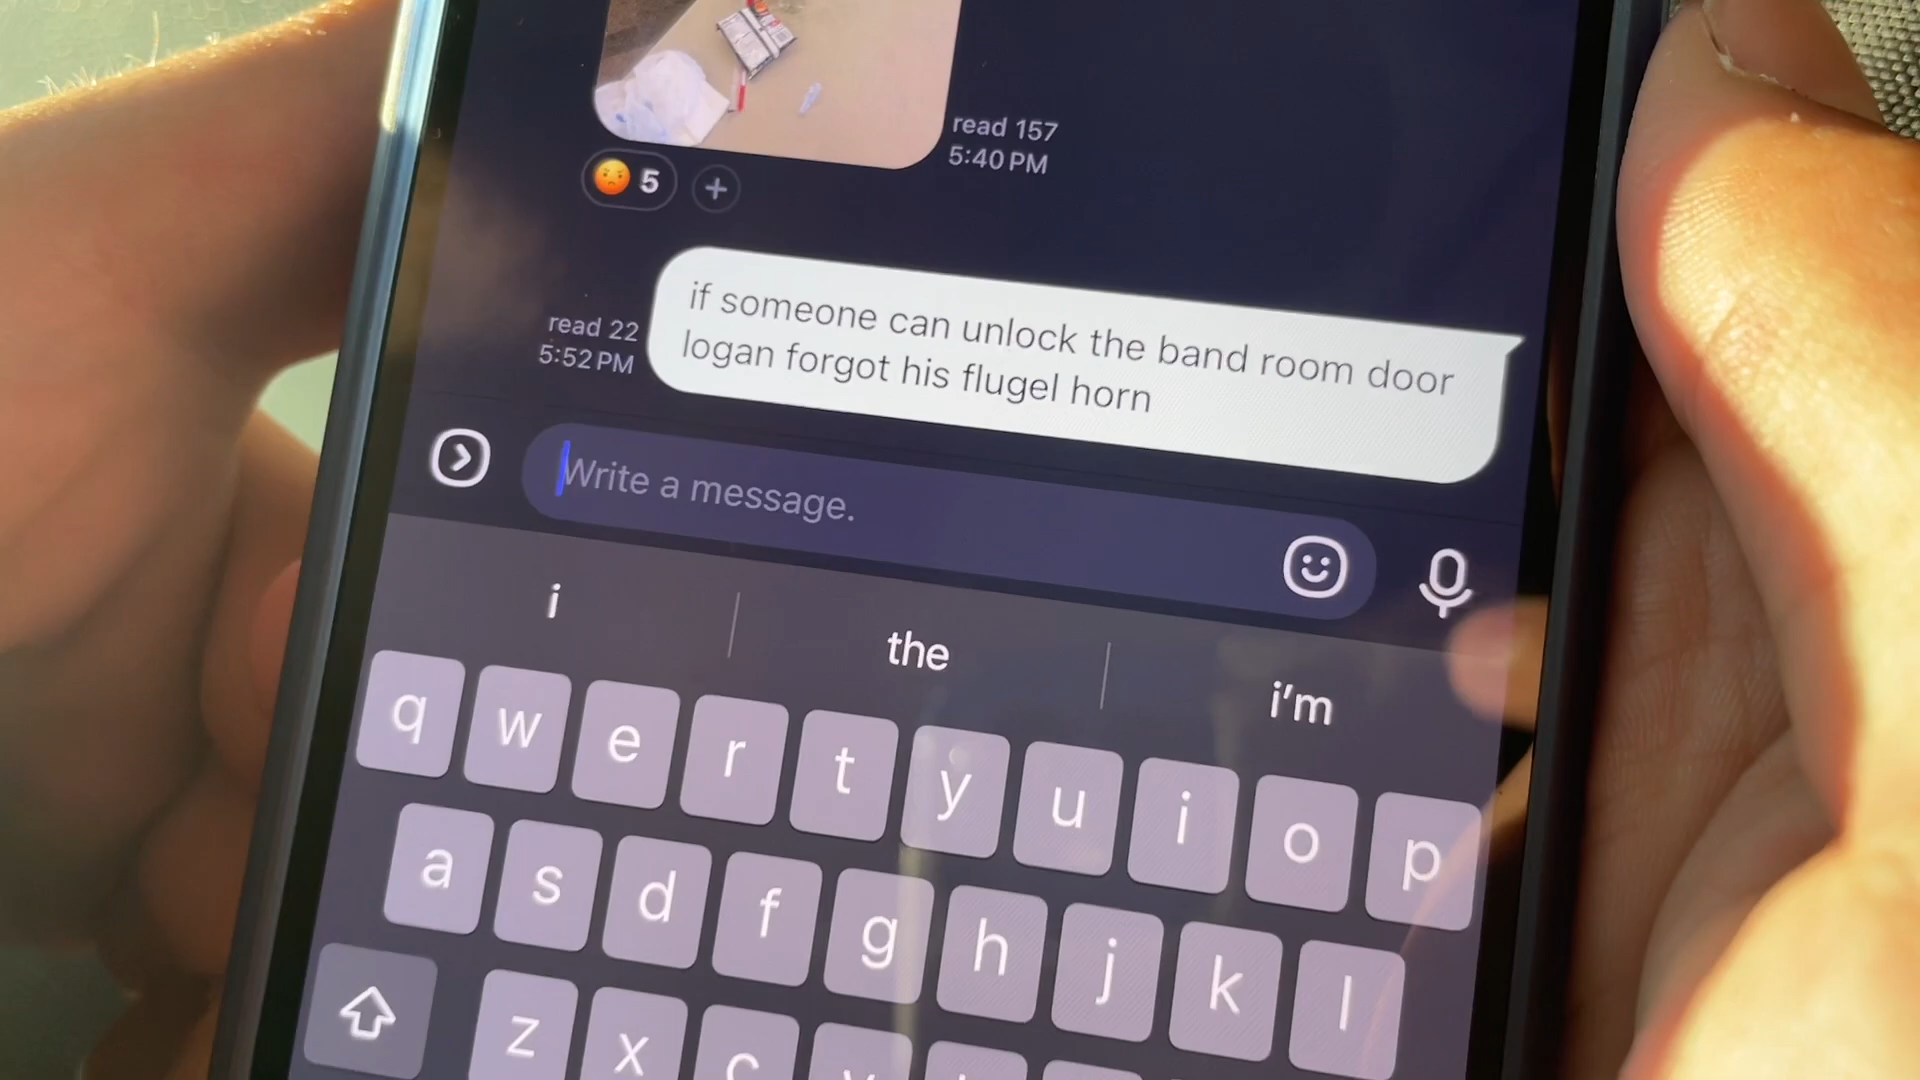 read 157
5:40 PM
5
+
if someone can unlock the band room door
logan forgot his flugel horn
read 22
5:52 PM
Write a message.
i the i'm
q w e r t y u i o p
a s d f g h j k l
z x c